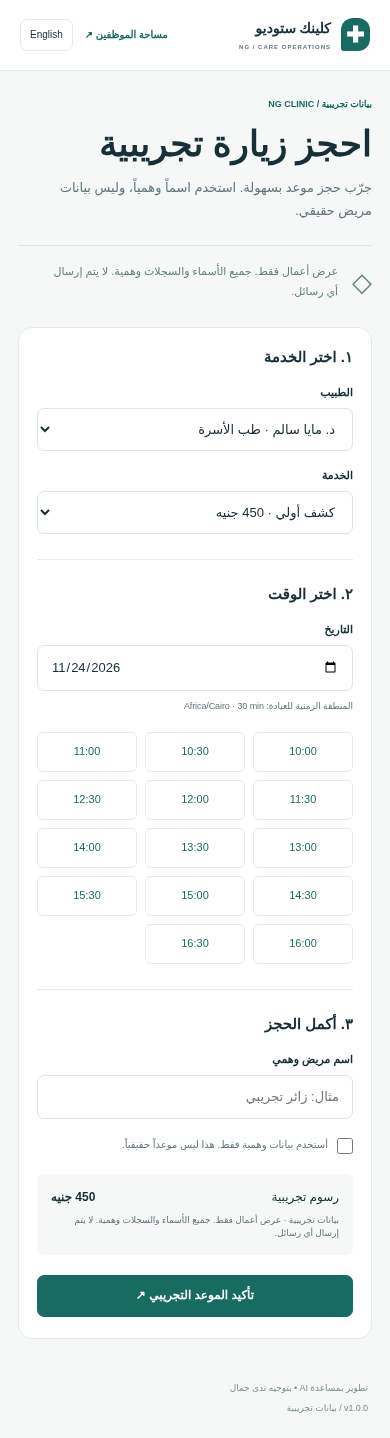 كلينك ستوديو
NG / CARE OPERATIONS
مساحة الموظفين ↗
English
بيانات تجريبية / NG CLINIC
احجز زيارة تجريبية
جرّب حجز موعد بسهولة. استخدم اسماً وهمياً، وليس بيانات
مريض حقيقي.
عرض أعمال فقط. جميع الأسماء والسجلات وهمية. لا يتم إرسال
أي رسائل.
١. اختر الخدمة
الطبيب
د. مايا سالم · طب الأسرة
الخدمة
كشف أولي · 450 جنيه
٢. اختر الوقت
التاريخ
11/24/2026
المنطقة الزمنية للعيادة: Africa/Cairo · 30 min
10:00 10:30 11:00
11:30 12:00 12:30
13:00 13:30 14:00
14:30 15:00 15:30
16:00 16:30
٣. أكمل الحجز
اسم مريض وهمي
مثال: زائر تجريبي
أستخدم بيانات وهمية فقط. هذا ليس موعداً حقيقياً.
رسوم تجريبية 450 جنيه
بيانات تجريبية · عرض أعمال فقط. جميع الأسماء والسجلات وهمية. لا يتم
إرسال أي رسائل.
تأكيد الموعد التجريبي ↗
تطوير بمساعدة AI • بتوجيه ندى جمال
v1.0.0 / بيانات تجريبية